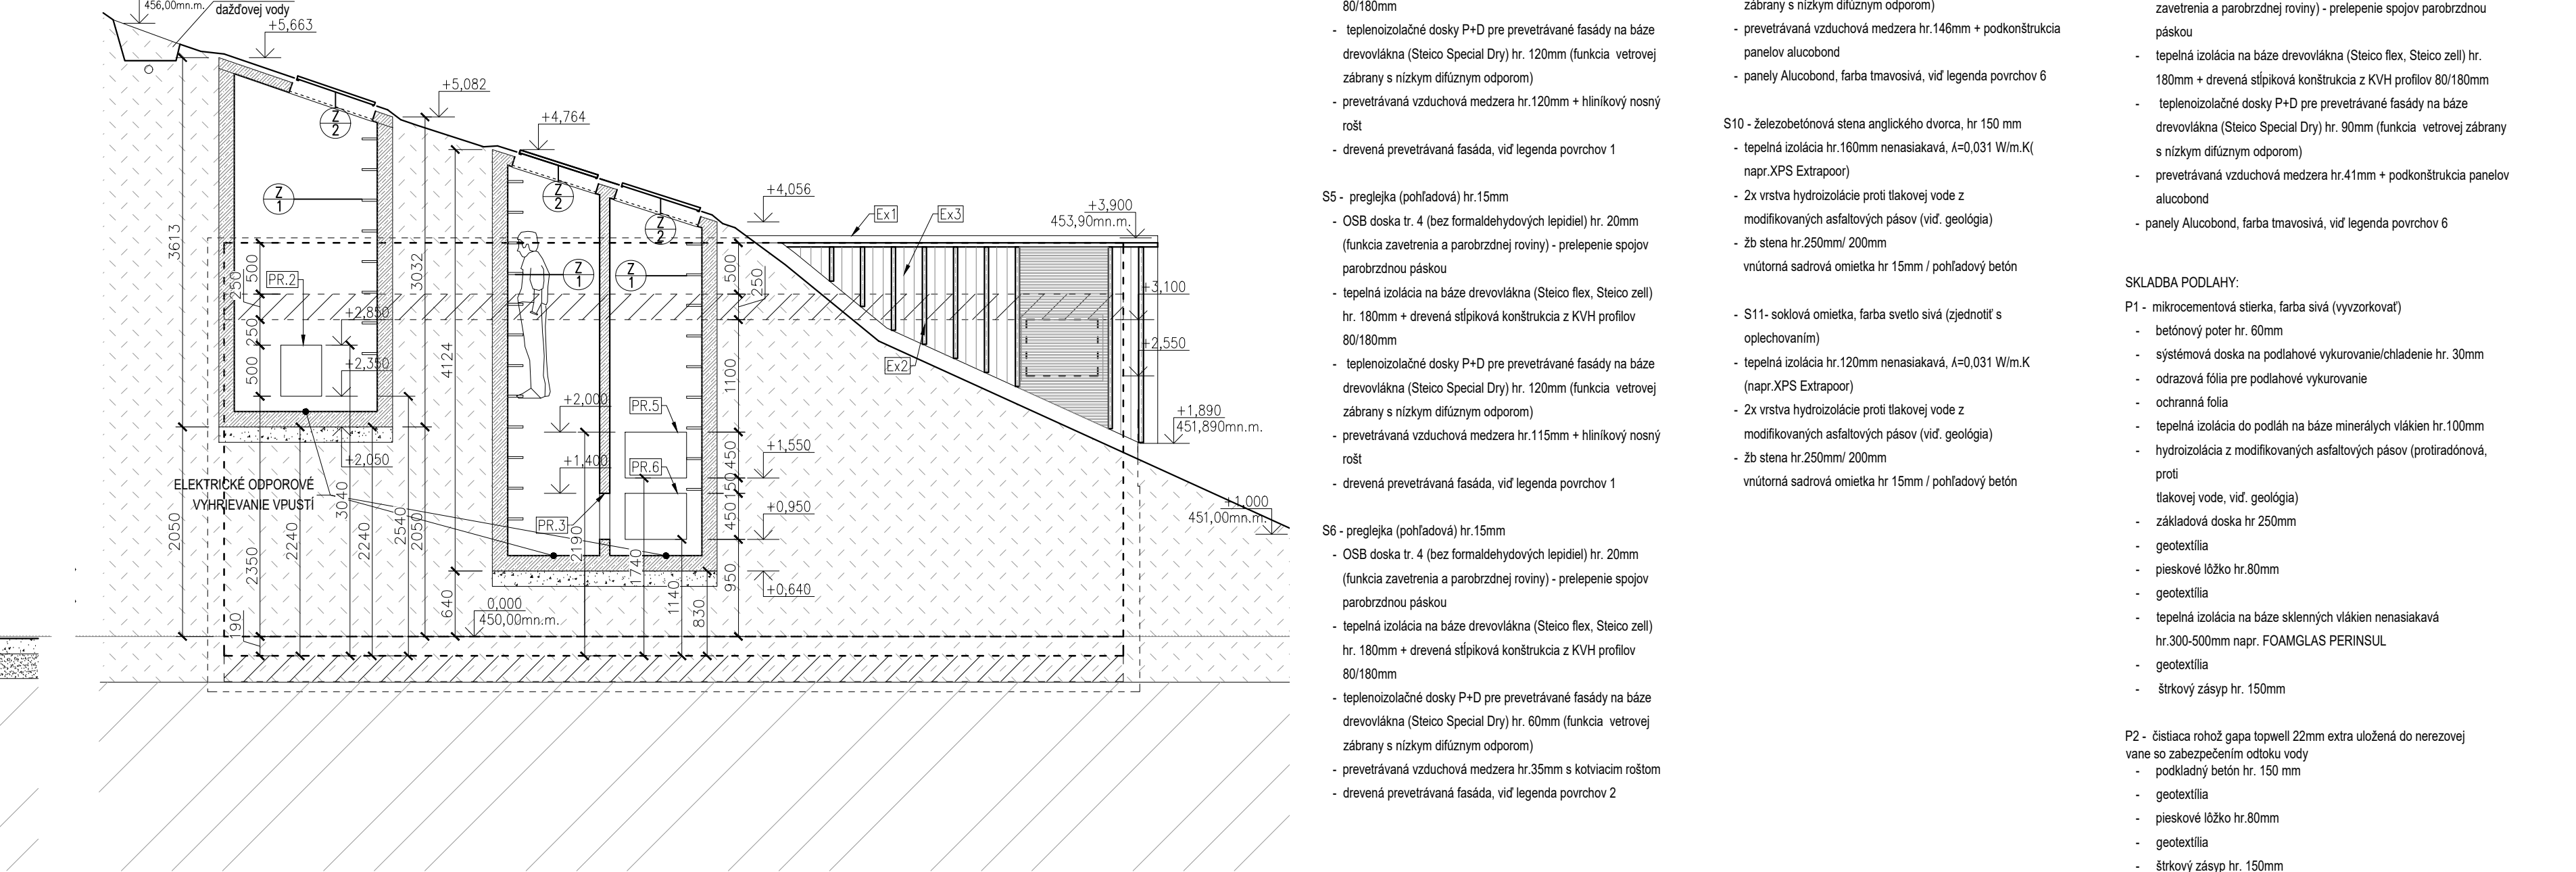 456,00mn.m.
dažďovej vody
+5,663
+5,082
+4,764
+4,056
+3,900
453,90mn.m.
Ex1
Ex3
Ex2
Z
2
Z
2
Z
2
Z
1
Z
1
Z
1
3613
3032
4124
500
250
PR.2
250
500
+2,850
+2,350
+2,050
500
250
1100
+3,100
+2,550
+1,890
451,890mn.m.
+2,000
+1,400
PR.5
PR.6
PR.3
450
150
450
950
+1,550
+0,950
+0,640
+1,000
451,00mn.m.
ELEKTRICKÉ ODPOROVÉ
VYHRIEVANIE VPUSTÍ
2050
2350
2240
3040
2240
2540
2050
640
190
2190
1740
1140
830
0,000
450,00mn.m.
80/180mm
- teplenoizolačné dosky P+D pre prevetrávané fasády na báze
drevovlákna (Steico Special Dry) hr. 120mm (funkcia vetrovej
zábrany s nízkym difúznym odporom)
- prevetrávaná vzduchová medzera hr.120mm + hliníkový nosný
rošt
- drevená prevetrávaná fasáda, viď legenda povrchov 1
S5 - preglejka (pohľadová) hr.15mm
- OSB doska tr. 4 (bez formaldehydových lepidiel) hr. 20mm
(funkcia zavetrenia a parobrzdnej roviny) - prelepenie spojov
parobrzdnou páskou
- tepelná izolácia na báze drevovlákna (Steico flex, Steico zell)
hr. 180mm + drevená stĺpiková konštrukcia z KVH profilov
80/180mm
- teplenoizolačné dosky P+D pre prevetrávané fasády na báze
drevovlákna (Steico Special Dry) hr. 120mm (funkcia vetrovej
zábrany s nízkym difúznym odporom)
- prevetrávaná vzduchová medzera hr.115mm + hliníkový nosný
rošt
- drevená prevetrávaná fasáda, viď legenda povrchov 1
S6 - preglejka (pohľadová) hr.15mm
- OSB doska tr. 4 (bez formaldehydových lepidiel) hr. 20mm
(funkcia zavetrenia a parobrzdnej roviny) - prelepenie spojov
parobrzdnou páskou
- tepelná izolácia na báze drevovlákna (Steico flex, Steico zell)
hr. 180mm + drevená stĺpiková konštrukcia z KVH profilov
80/180mm
- teplenoizolačné dosky P+D pre prevetrávané fasády na báze
drevovlákna (Steico Special Dry) hr. 60mm (funkcia vetrovej
zábrany s nízkym difúznym odporom)
- prevetrávaná vzduchová medzera hr.35mm s kotviacim roštom
- drevená prevetrávaná fasáda, viď legenda povrchov 2
zábrany s nízkym difúznym odporom)
- prevetrávaná vzduchová medzera hr.146mm + podkonštrukcia
panelov alucobond
- panely Alucobond, farba tmavosivá, viď legenda povrchov 6
S10 - železobetónová stena anglického dvorca, hr 150 mm
- tepelná izolácia hr.160mm nenasiakavá, ʎ=0,031 W/m.K(
napr.XPS Extrapoor)
- 2x vrstva hydroizolácie proti tlakovej vode z
modifikovaných asfaltových pásov (viď. geológia)
- žb stena hr.250mm/ 200mm
vnútorná sadrová omietka hr 15mm / pohľadový betón
- S11- soklová omietka, farba svetlo sivá (zjednotiť s
oplechovaním)
- tepelná izolácia hr.120mm nenasiakavá, ʎ=0,031 W/m.K
(napr.XPS Extrapoor)
- 2x vrstva hydroizolácie proti tlakovej vode z
modifikovaných asfaltových pásov (viď. geológia)
- žb stena hr.250mm/ 200mm
vnútorná sadrová omietka hr 15mm / pohľadový betón
zavetrenia a parobrzdnej roviny) - prelepenie spojov parobrzdnou
páskou
- tepelná izolácia na báze drevovlákna (Steico flex, Steico zell) hr.
180mm + drevená stĺpiková konštrukcia z KVH profilov 80/180mm
- teplenoizolačné dosky P+D pre prevetrávané fasády na báze
drevovlákna (Steico Special Dry) hr. 90mm (funkcia vetrovej zábrany
s nízkym difúznym odporom)
- prevetrávaná vzduchová medzera hr.41mm + podkonštrukcia panelov
alucobond
- panely Alucobond, farba tmavosivá, viď legenda povrchov 6
SKLADBA PODLAHY:
P1 - mikrocementová stierka, farba sivá (vyvzorkovať)
- betónový poter hr. 60mm
- sýstémová doska na podlahové vykurovanie/chladenie hr. 30mm
- odrazová fólia pre podlahové vykurovanie
- ochranná folia
- tepelná izolácia do podláh na báze minerálych vlákien hr.100mm
- hydroizolácia z modifikovaných asfaltových pásov (protiradónová,
proti
tlakovej vode, viď. geológia)
- základová doska hr 250mm
- geotextília
- pieskové lôžko hr.80mm
- geotextília
- tepelná izolácia na báze sklenných vlákien nenasiakavá
hr.300-500mm napr. FOAMGLAS PERINSUL
- geotextília
- štrkový zásyp hr. 150mm
P2 - čistiaca rohož gapa topwell 22mm extra uložená do nerezovej
vane so zabezpečením odtoku vody
- podkladný betón hr. 150 mm
- geotextília
- pieskové lôžko hr.80mm
- geotextília
- štrkový zásyp hr. 150mm